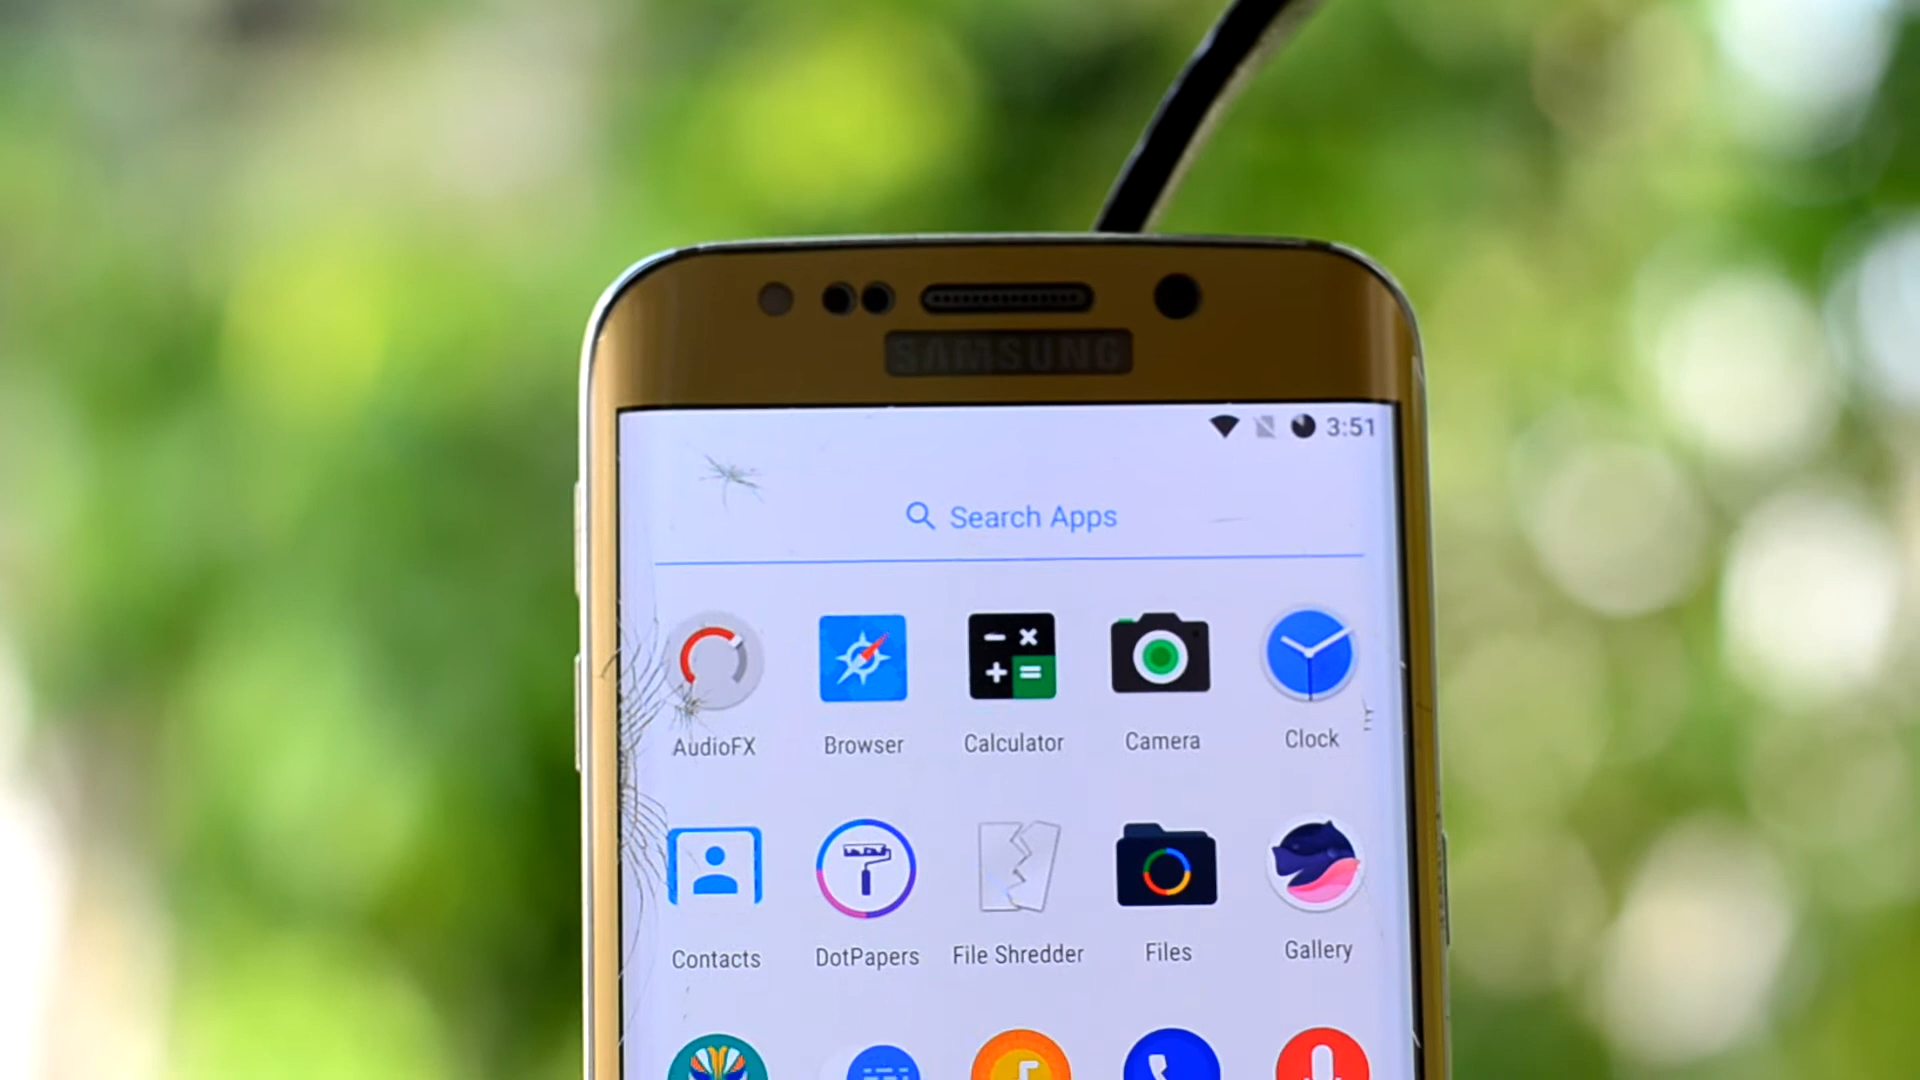 SAMSUNG
3:51
Search Apps
AudioFX Browser Calculator Camera Clock
Contacts DotPapers File Shredder Files Gallery